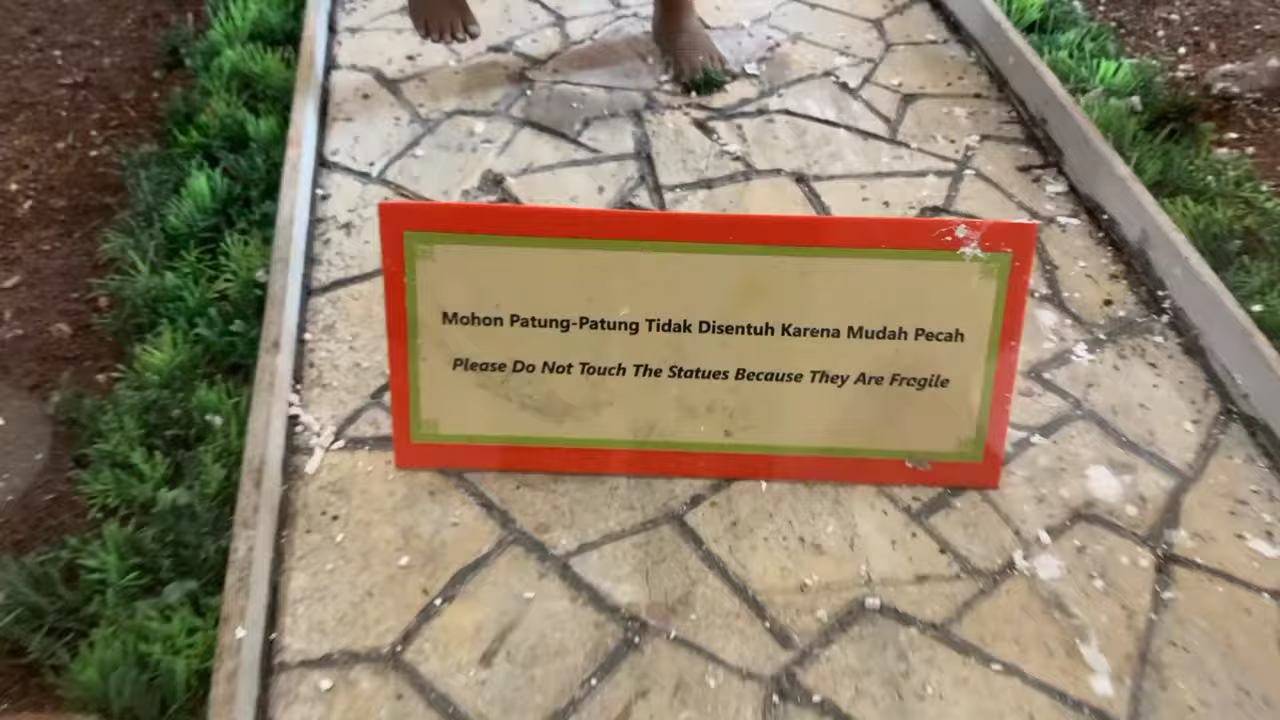 Mohon Patung-Patung Tidak Disentuh Karena Mudah Pecah
Please Do Not Touch The Statues Because They Are Fragile